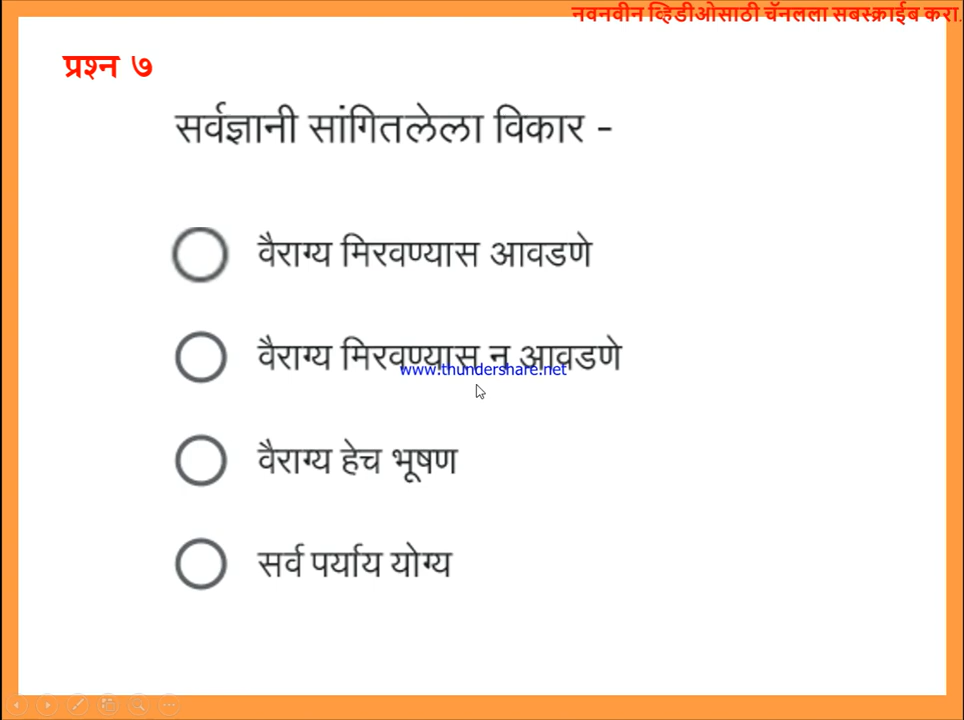 नवनवीन व्हिडीओसाठी चॅनलला सबस्क्राईब करा.
प्रश्न ७
सर्वज्ञानी सांगितलेला विकार -
वैराग्य मिरवण्यास आवडणे
वैराग्य मिरवण्यास न आवडणे
www.thundershare.net
वैराग्य हेच भूषण
सर्व पर्याय योग्य